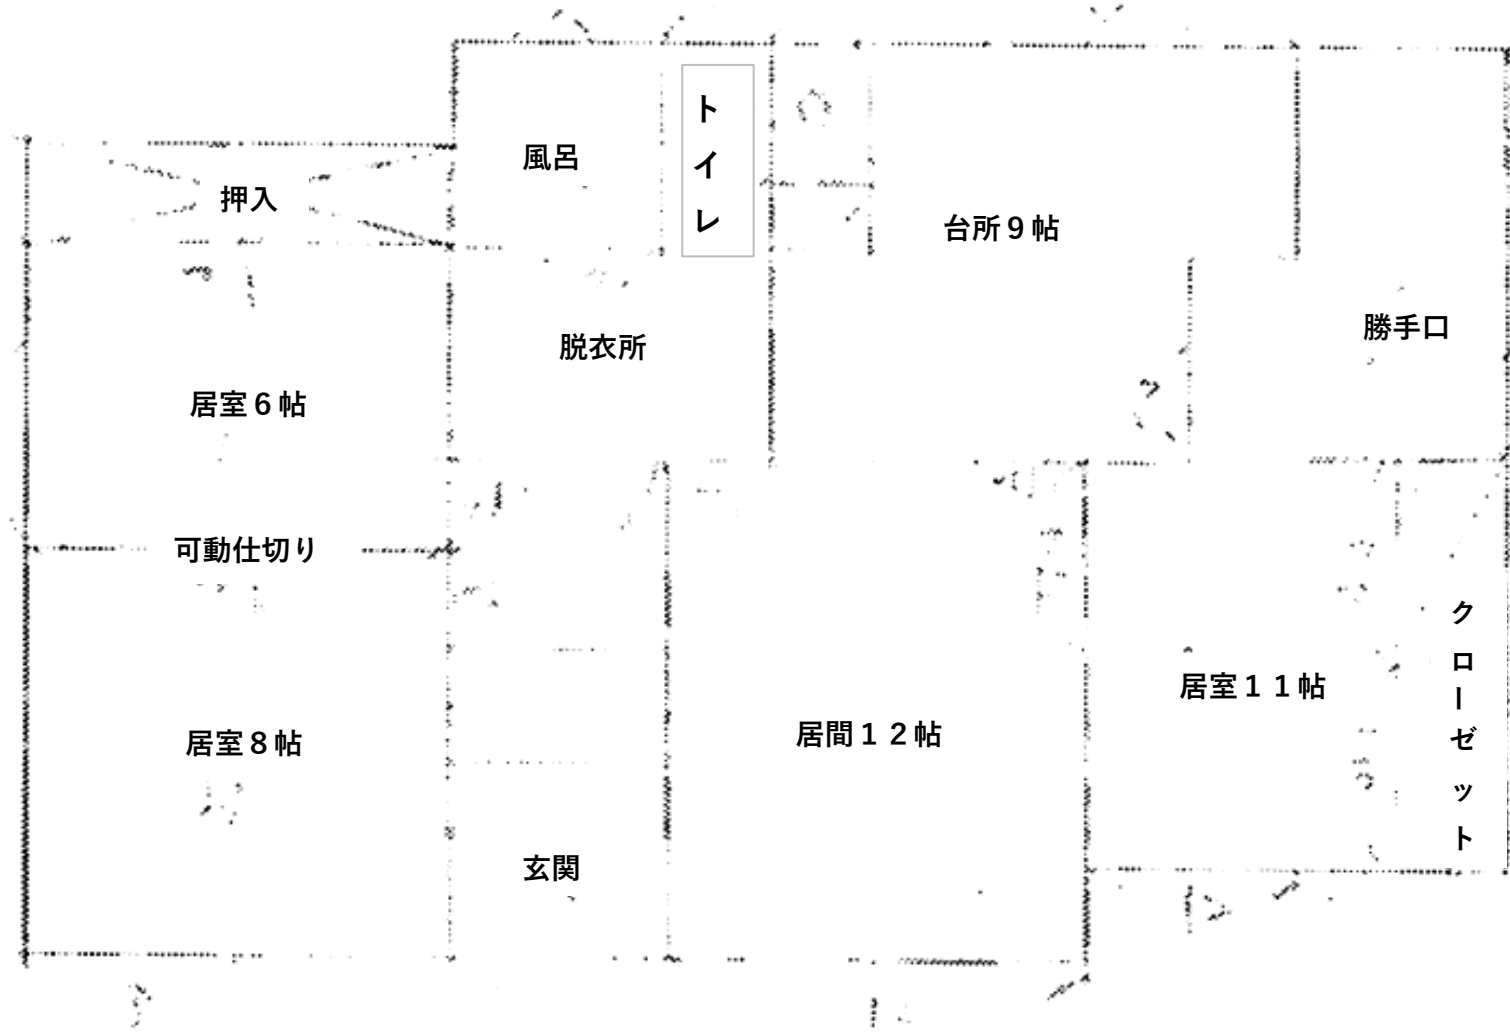 トイレ
風呂
押入
台所９帖
勝手口
脱衣所
居室６帖
可動仕切り
クローゼット
居室１１帖
居間１２帖
居室８帖
玄関